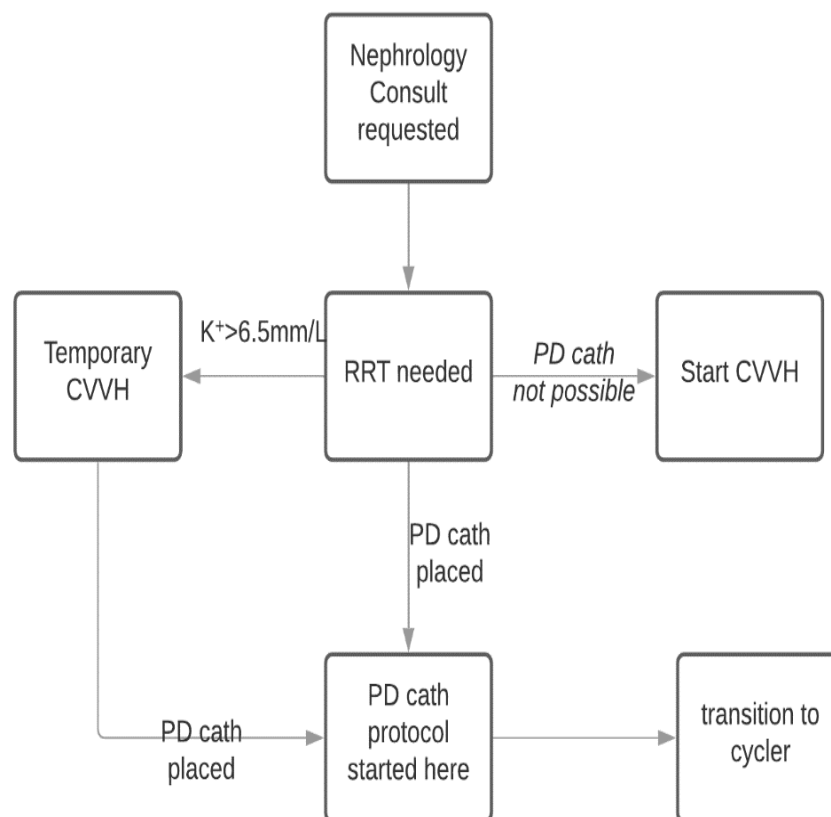 Nephrology
Consult
requested
K⁺>6.5mm/L
Temporary
CVVH
RRT needed
PD cath
not possible
Start CVVH
PD cath
placed
PD cath
placed
PD cath
protocol
started here
transition to
cycler